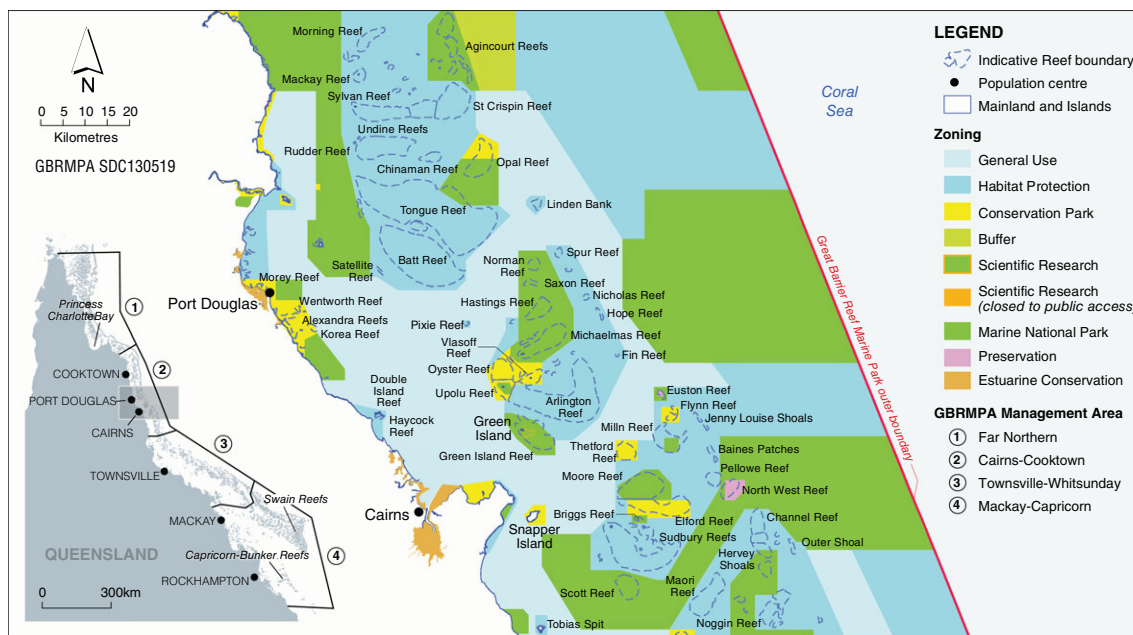 N
0 10 20
Kilometres
GBRMPA SDC130519
Morning Reef
Agincourt Reefs
Mackay Reef
Sylvan Reef
St Crispin Reef
Undine Reefs
Rudder Reef
Opal Reef
Chinaman Reef
Tongue Reef
Linden Bank
Batt Reef
Satellite
Reef
Spur Reef
Norman
Reef
Saxon Reef
Morey Reef
Port Douglas
Wentworth Reef
Alexandra Reefs
Korea Reef
Hastings Reef
Nicholas Reef
Hope Reef
Pixie Reef
Michaelmas Reef
Vlasoff
Reef
Fin Reef
Oyster Reef
Upolu Reef
Double
Island
Reef
Arlington
Reef
Euston Reef
Flynn Reef
Jenny Louise Shoals
Haycock
Reef
Green
Island
Milln Reef
Green Island Reef
Thetford
Reef
Baines Patches
Moore Reef
Pellowe Reef
North West Reef
Cairns
Snapper
Island
Briggs Reef
Elford Reef
Channel Reef
Sudbury Reefs
Outer Shoal
Hervey
Shoals
Scott Reef
Maori
Reef
Noggin Reef
Tobias Spit
Coral
Sea
Great Barrier Reef Marine Park outer boundary
Princess
CharlotteBay
1
COOKTOWN
2
PORT DOUGLAS
CAIRNS
3
TOWNSVILLE
Swain Reefs
MACKAY
QUEENSLAND
Capricorn-Bunker Reefs
4
ROCKHAMPTON
0 300km
LEGEND
Indicative Reef boundary
Population centre
Mainland and Islands
Zoning
General Use
Habitat Protection
Conservation Park
Buffer
Scientific Research
Scientific Research
(closed to public access)
Marine National Park
Preservation
Estuarine Conservation
GBRMPA Management Area
1 Far Northern
2 Cairns-Cooktown
3 Townsville-Whitsunday
4 Mackay-Capricorn